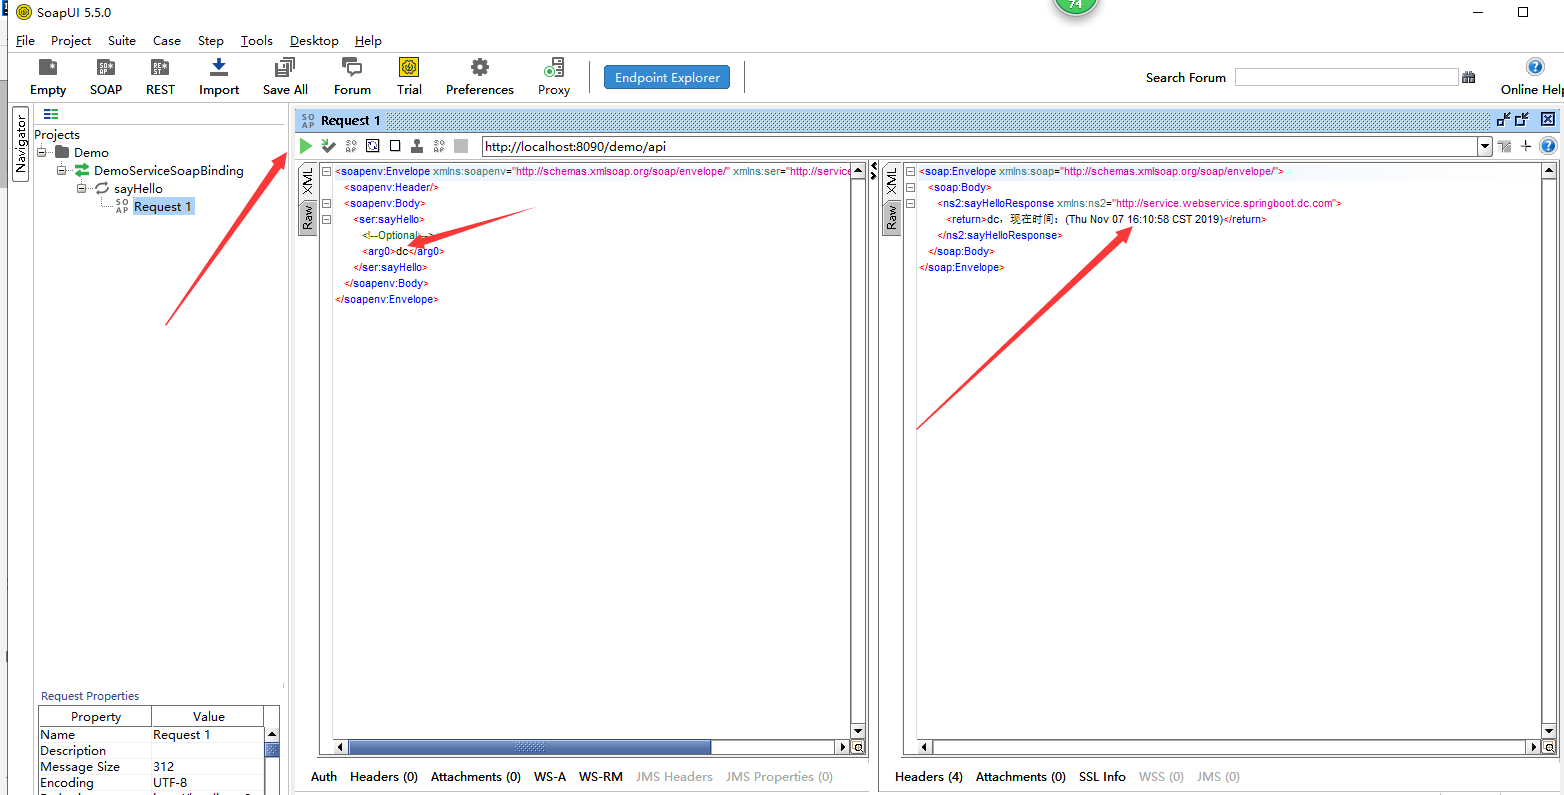 74
SoapUI 5.5.0
File Project Suite Case Step Tools Desktop Help
Empty SOAP REST Import Save All Forum Trial Preferences Proxy Endpoint Explorer Search Forum Online Help
Navigator
Projects
Demo
DemoServiceSoapBinding
sayHello
Request 1
Request 1
http://localhost:8090/demo/api
XML
Raw
<soapenv:Envelope xmlns:soapenv="http://schemas.xmlsoap.org/soap/envelope/" xmlns:ser="http://service
<soapenv:Header/>
<soapenv:Body>
<ser:sayHello>
<!--Optional:-->
<arg0>dc</arg0>
</ser:sayHello>
</soapenv:Body>
</soapenv:Envelope>
XML
Raw
<soap:Envelope xmlns:soap="http://schemas.xmlsoap.org/soap/envelope/">
<soap:Body>
<ns2:sayHelloResponse xmlns:ns2="http://service.webservice.springboot.dc.com">
<return>dc，现在时间：(Thu Nov 07 16:10:58 CST 2019)</return>
</ns2:sayHelloResponse>
</soap:Body>
</soap:Envelope>
Request Properties
Property Value
Name Request 1
Description
Message Size 312
Encoding UTF-8
Auth Headers (0) Attachments (0) WS-A WS-RM JMS Headers JMS Properties (0)
Headers (4) Attachments (0) SSL Info WSS (0) JMS (0)